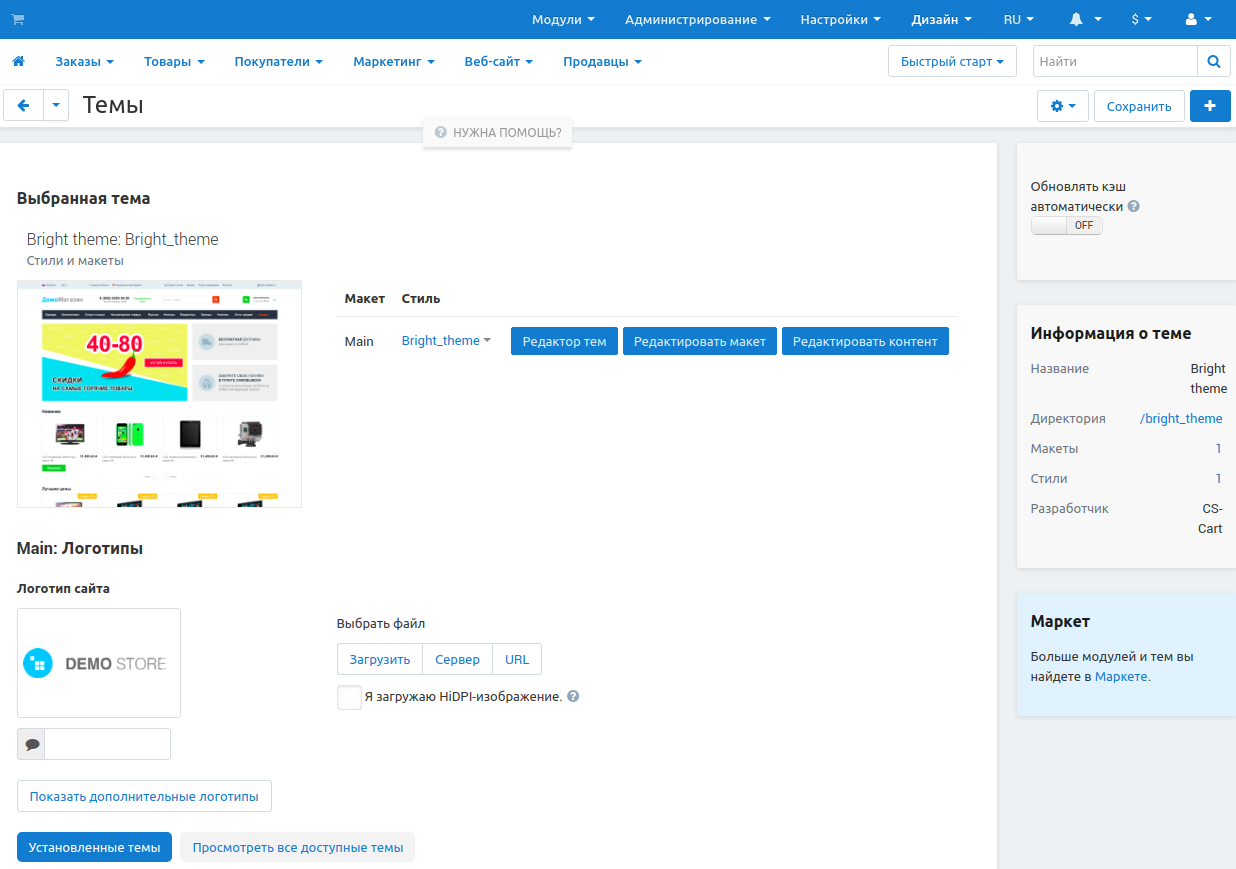 Модули Администрирование Настройки Дизайн RU $
Заказы Товары Покупатели Маркетинг Веб-сайт Продавцы Быстрый старт Найти
Темы Сохранить
НУЖНА ПОМОЩЬ?
Выбранная тема
Bright theme: Bright_theme
Стили и макеты
ДемоМагазин
40-80
СКИДКИ
НА САМЫЕ ГОРЯЧИЕ ТОВАРЫ
Макет Стиль
Main Bright_theme Редактор тем Редактировать макет Редактировать контент
Main: Логотипы
Логотип сайта
DEMO STORE
Выбрать файл
Загрузить Сервер URL
Я загружаю HiDPI-изображение.
Показать дополнительные логотипы
Установленные темы Просмотреть все доступные темы
Обновлять кэш
автоматически
OFF
Информация о теме
Название Bright
theme
Директория /bright_theme
Макеты 1
Стили 1
Разработчик CS-
Cart
Маркет
Больше модулей и тем вы
найдете в Маркете.